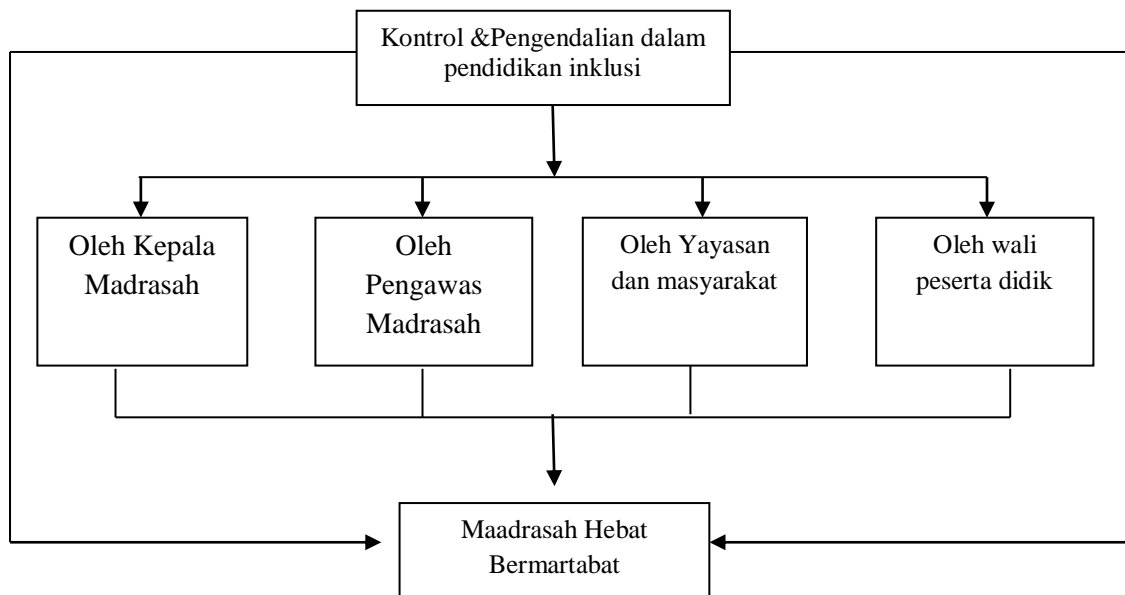 Kontrol &Pengendalian dalam
pendidikan inklusi
Oleh Kepala
Madrasah
Oleh
Pengawas
Madrasah
Oleh Yayasan
dan masyarakat
Oleh wali
peserta didik
Maadrasah Hebat
Bermartabat